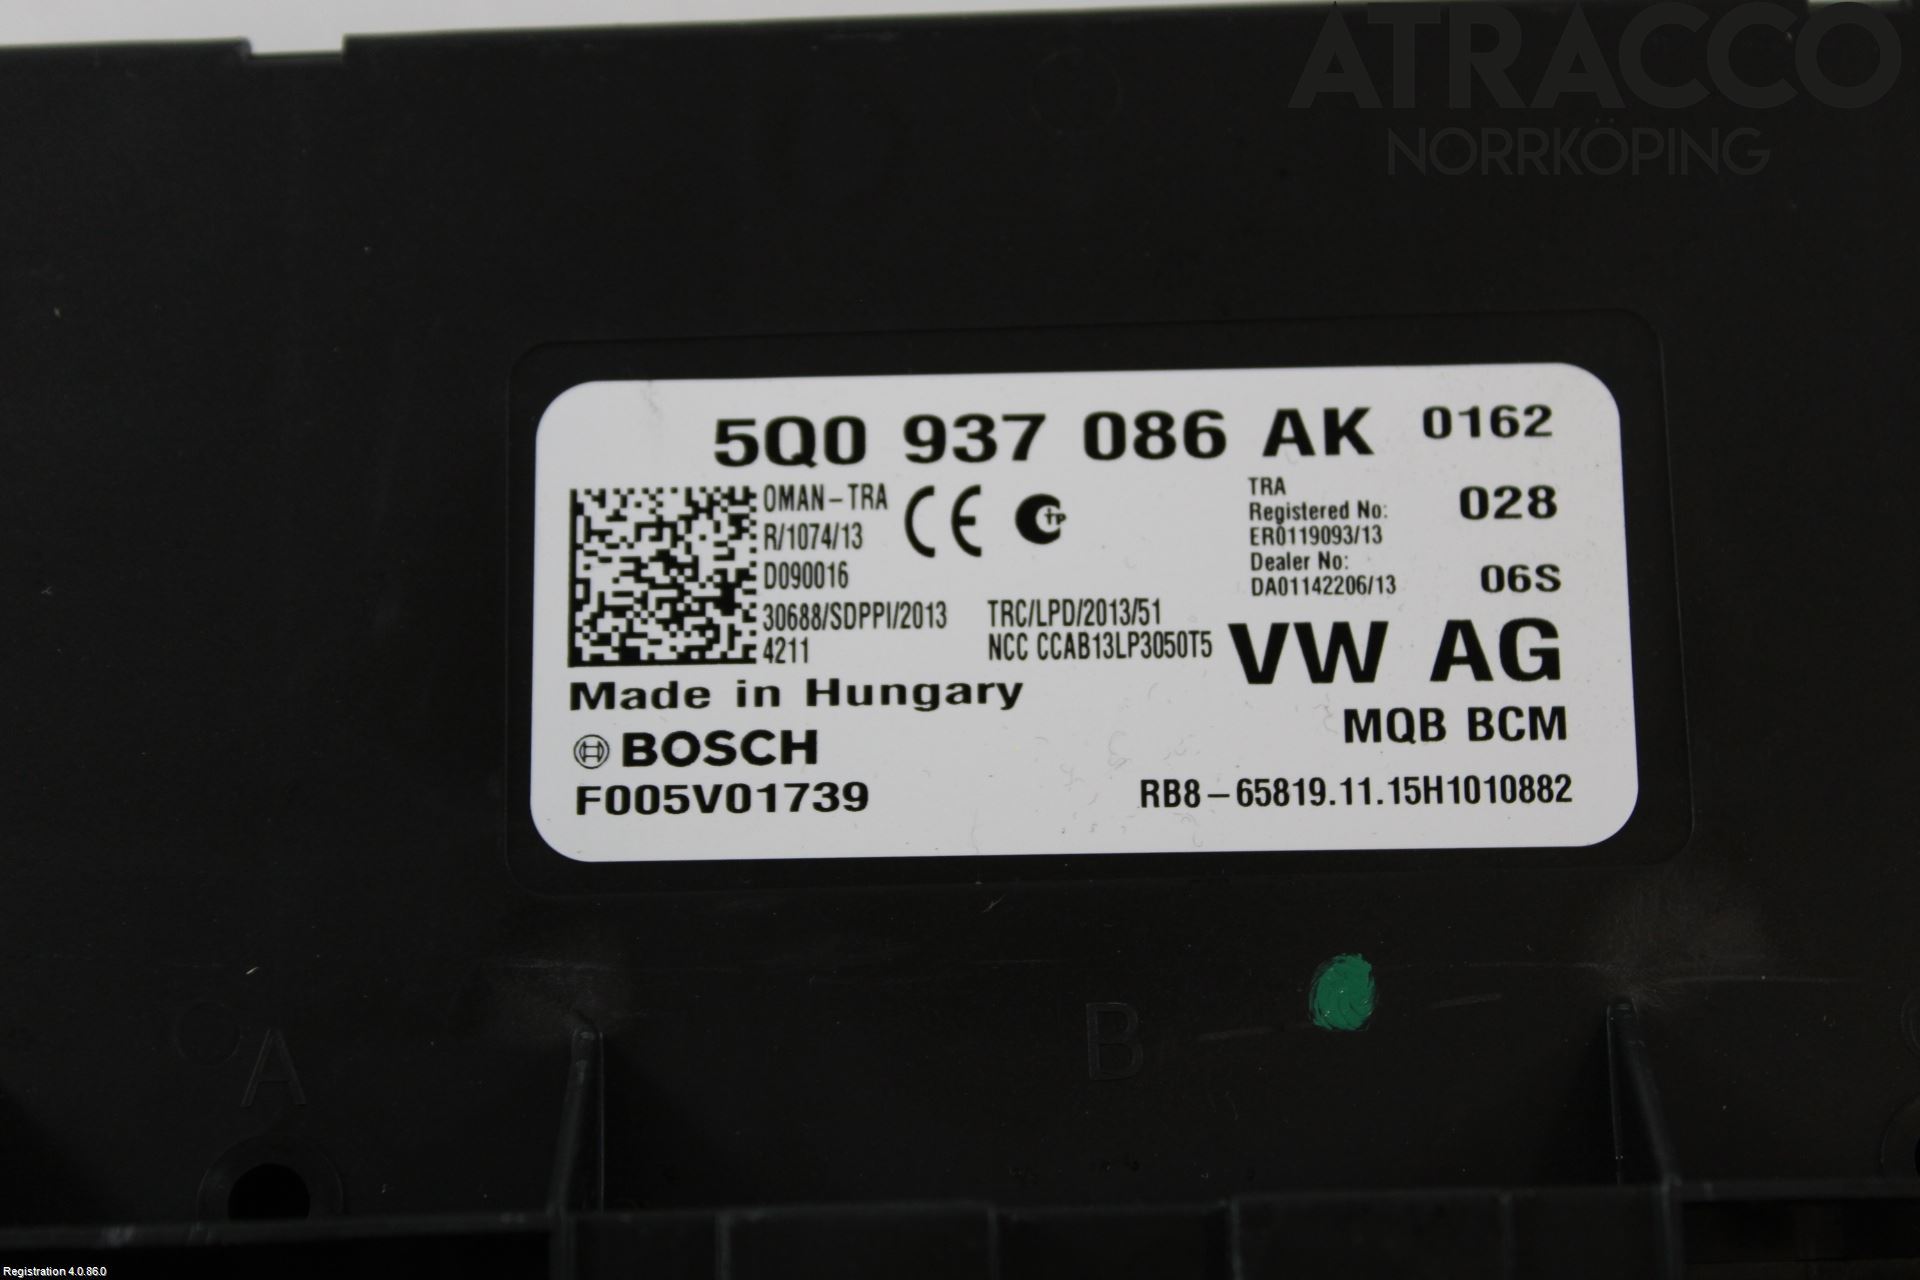 ATRACCO
NORRKÖPING
5Q0 937 086 AK 0162
OMAN-TRA
R/1074/13
D090016
30688/SDPPI/2013
4211
CE
TP
TRC/LPD/2013/51
NCC CCAB13LP3050T5
TRA
Registered No:
ER0119093/13
Dealer No:
DA01142206/13
028
06S
VW AG
MQB BCM
Made in Hungary
BOSCH
F005V01739
RB8-65819.11.15H1010882
A
B
Registration 4.0.86.0